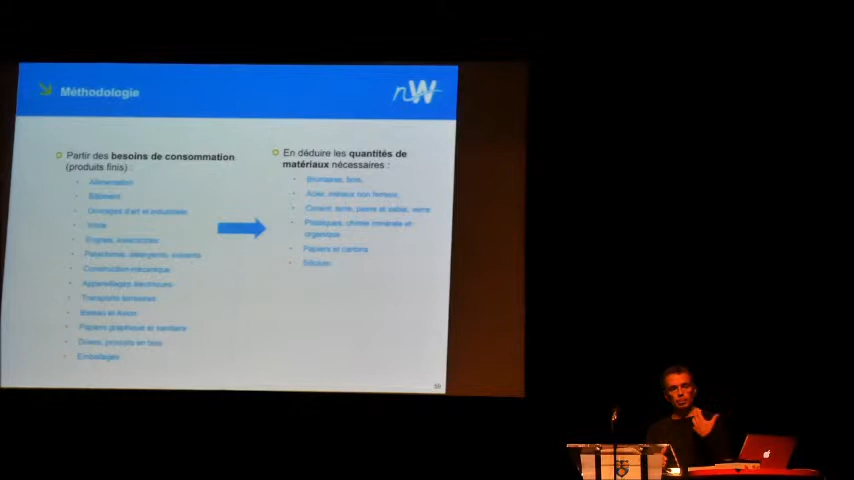 Méthodologie
nW
Partir des besoins de consommation
(produits finis) :
Alimentation
Bâtiment
Ouvrages d'art et industriels
Voirie
Engrais, insecticides
Parachimie, détergents, solvants
Construction mécanique
Appareillages électriques
Transports terrestres
Bateau et Avion
Papiers graphique et sanitaire
Divers, produits en bois
Emballages
En déduire les quantités de
matériaux nécessaires :
Biomasse, bois,
Acier, métaux non ferreux,
Ciment, terre, pierre et sable, verre
Plastiques, chimie minérale et
organique
Papiers et cartons
Silicium